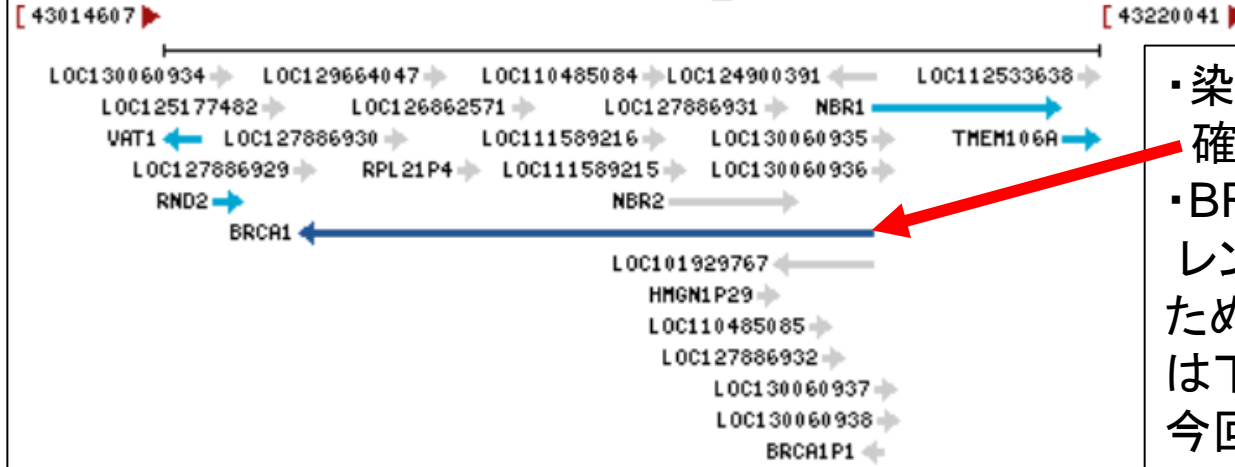 [ 43014607
[ 43220041
LOC130060934 LOC129664047 LOC110485084 LOC124900391 LOC112533638
LOC125177482 LOC126862571 LOC127886931 NBR1
VAT1 LOC127886930 LOC111589216 LOC130060935 TMEM106A
LOC127886929 RPL21P4 LOC111589215 LOC130060936
RND2 NBR2
BRCA1
LOC101929767
HMGN1P29
LOC110485085
LOC127886932
LOC130060937
LOC130060938
BRCA1P1
・染
確
・BR
レン
ため
は下
今回